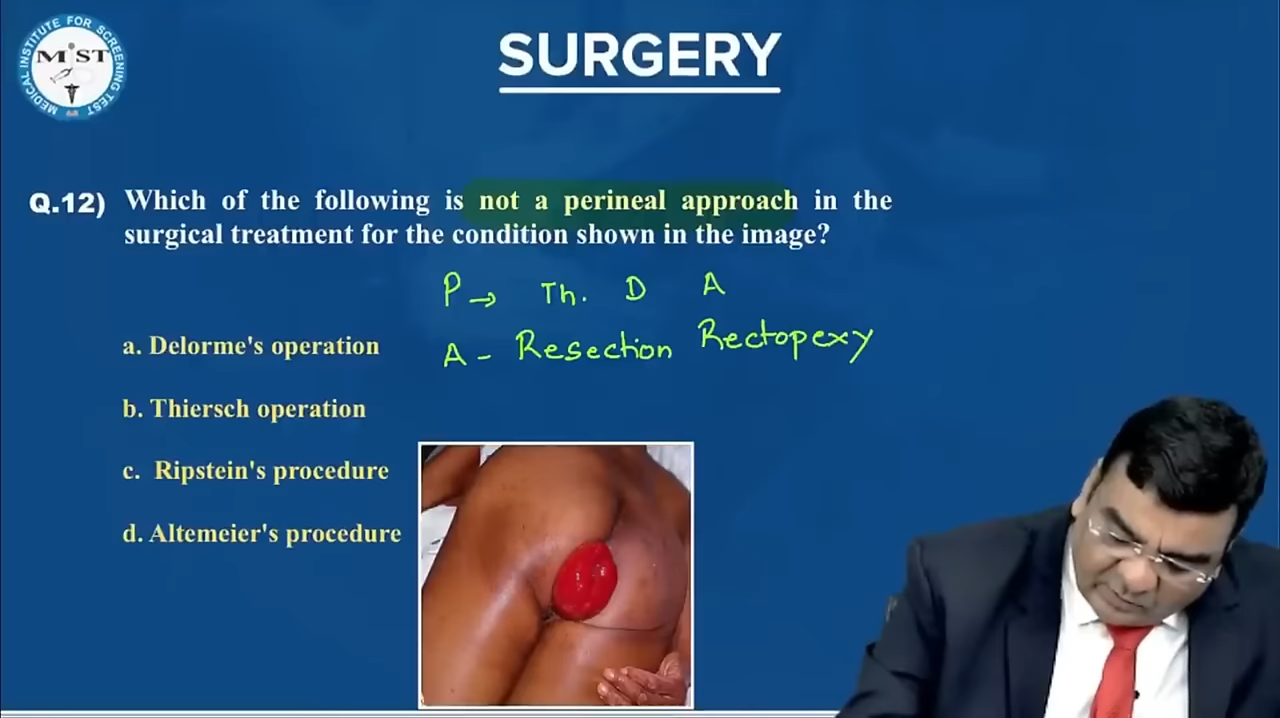 MEDICAL INSTITUTE FOR SCREENING TEST
MIST
SURGERY
Q.12) Which of the following is not a perineal approach in the
surgical treatment for the condition shown in the image?
P → Th. D A
A - Resection Rectopexy
a. Delorme's operation
b. Thiersch operation
c. Ripstein's procedure
d. Altemeier's procedure